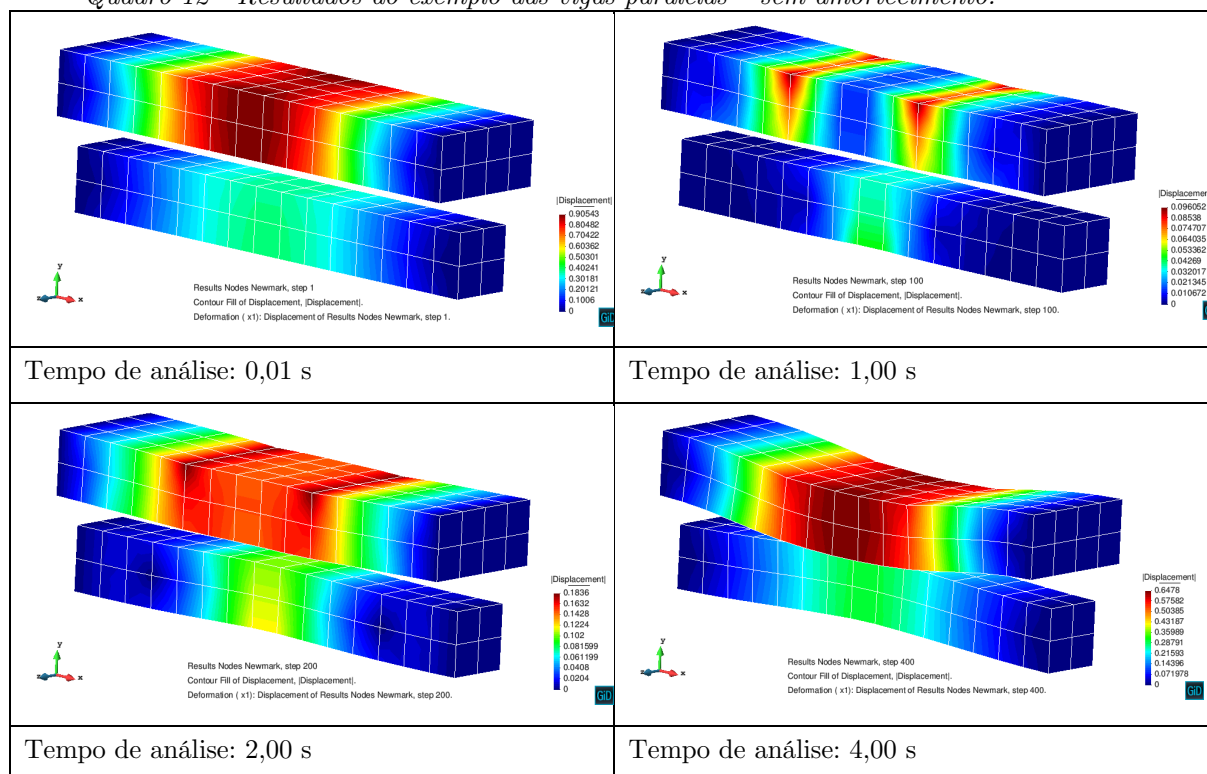 Quadro 12 - Resultados do exemplo das vigas paralelas - sem amortecimento.
|Displacement|
0.90543
0.80482
0.70422
0.60362
0.50301
0.40241
0.30181
0.20121
0.1006
0
y
z
x
Results Nodes Newmark, step 1
Contour Fill of Displacement, |Displacement|.
Deformation ( x1): Displacement of Results Nodes Newmark, step 1.
GiD
|Displacement|
0.096052
0.08538
0.074707
0.064035
0.053362
0.04269
0.032017
0.021345
0.010672
0
y
z
x
Results Nodes Newmark, step 100
Contour Fill of Displacement, |Displacement|.
Deformation ( x1): Displacement of Results Nodes Newmark, step 100.
Tempo de análise: 0,01 s
Tempo de análise: 1,00 s
|Displacement|
0.1836
0.1632
0.1428
0.1224
0.102
0.081599
0.061199
0.0408
0.0204
0
y
z
x
Results Nodes Newmark, step 200
Contour Fill of Displacement, |Displacement|.
Deformation ( x1): Displacement of Results Nodes Newmark, step 200.
GiD
|Displacement|
0.6478
0.57582
0.50385
0.43187
0.35989
0.28791
0.21593
0.14396
0.071978
0
y
z
x
Results Nodes Newmark, step 400
Contour Fill of Displacement, |Displacement|.
Deformation ( x1): Displacement of Results Nodes Newmark, step 400.
GiD
Tempo de análise: 2,00 s
Tempo de análise: 4,00 s